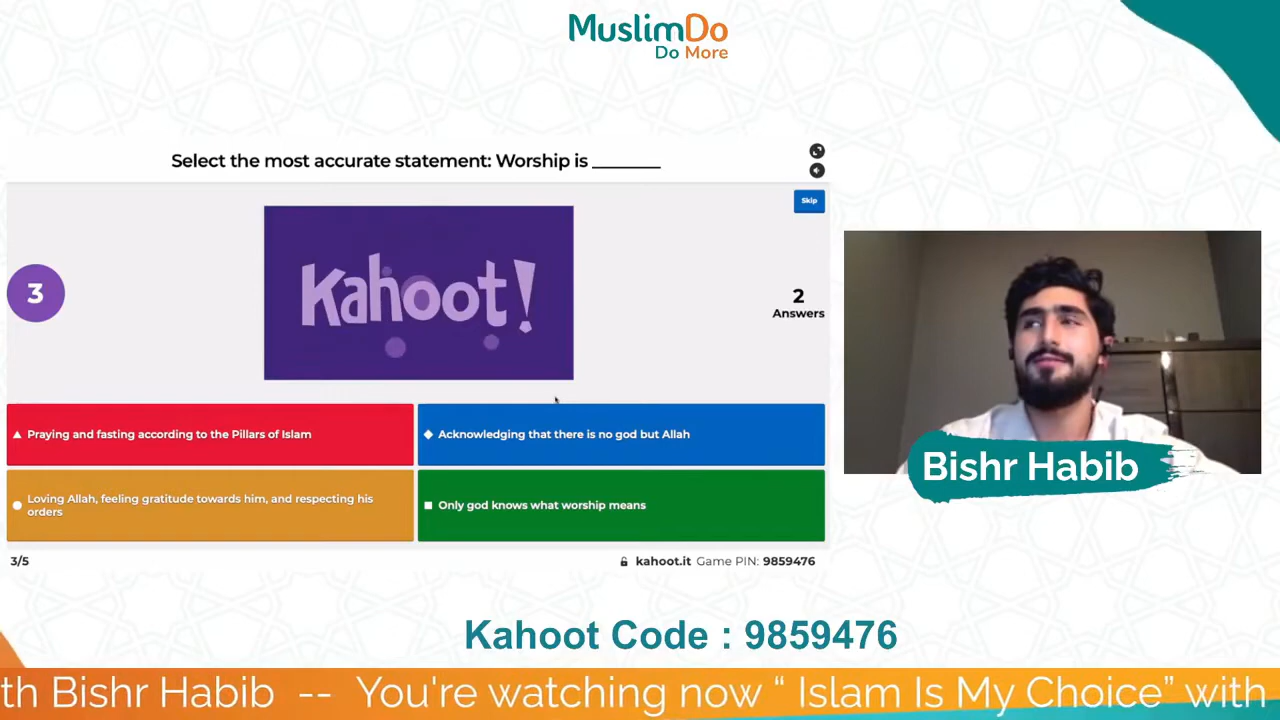 MuslimDo
Do More
Select the most accurate statement: Worship is ________
Skip
Kahoot!
3
2
Answers
Praying and fasting according to the Pillars of Islam
Acknowledging that there is no god but Allah
Loving Allah, feeling gratitude towards him, and respecting his
orders
Only god knows what worship means
3/5
kahoot.it Game PIN: 9859476
Bishr Habib
Kahoot Code : 9859476
th Bishr Habib -- You're watching now “ Islam Is My Choice” with